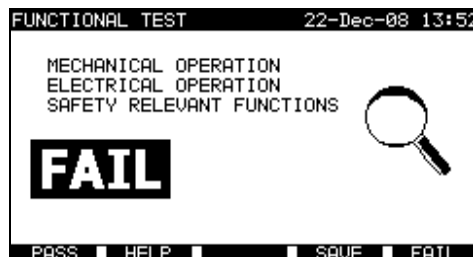 FUNCTIONAL TEST 22-Dec-08 13:52
MECHANICAL OPERATION
ELECTRICAL OPERATION
SAFETY RELEVANT FUNCTIONS
FAIL
PASS HELP SAVE FAIL